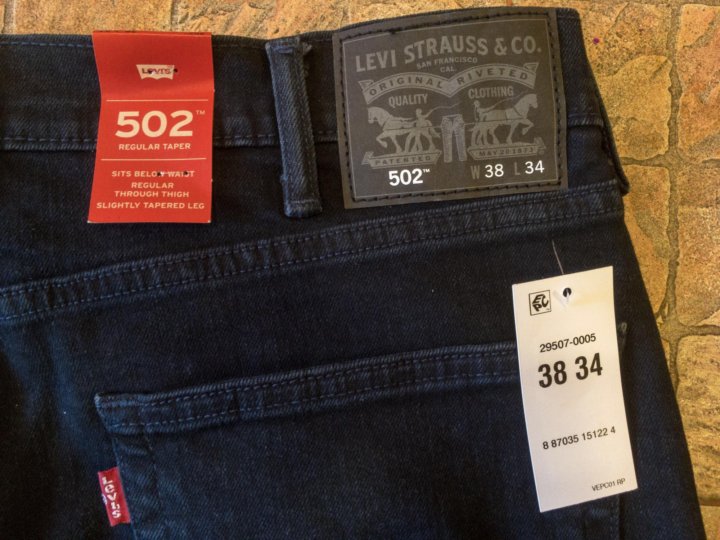 LEVI'S
502™
REGULAR TAPER
SITS BELOW WAIST
REGULAR
THROUGH THIGH
SLIGHTLY TAPERED LEG
LEVI STRAUSS & CO.
SAN FRANCISCO
CAL.
ORIGINAL RIVETED
QUALITY CLOTHING
PATENTED MAY 20 1873
502™ W 38 L 34
EPC
29507-0005
38 34
8 87035 15122 4
VEPC01 RP
Levi's